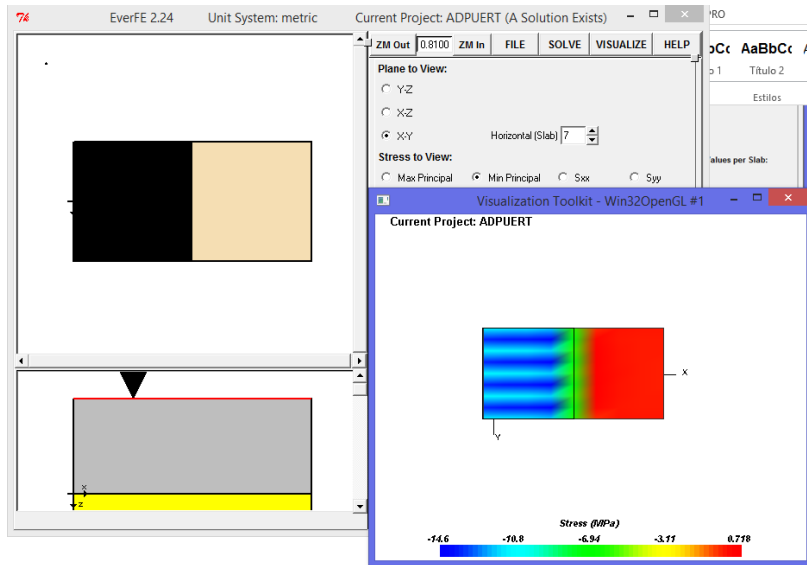 EverFE 2.24 Unit System: metric Current Project: ADPUERT (A Solution Exists)
ZM Out 0.8100 ZM In FILE SOLVE VISUALIZE HELP
Plane to View:
Y-Z
X-Z
X-Y Horizontal (Slab) 7
Stress to View:
Max Principal Min Principal Sxx Syy
x
z
Visualization Toolkit - Win32OpenGL #1
Current Project: ADPUERT
X
Y
Stress (MPa)
-14.6 -10.8 -6.94 -3.11 0.718
AaBbCc
Título 2
Estilos
alues per Slab: